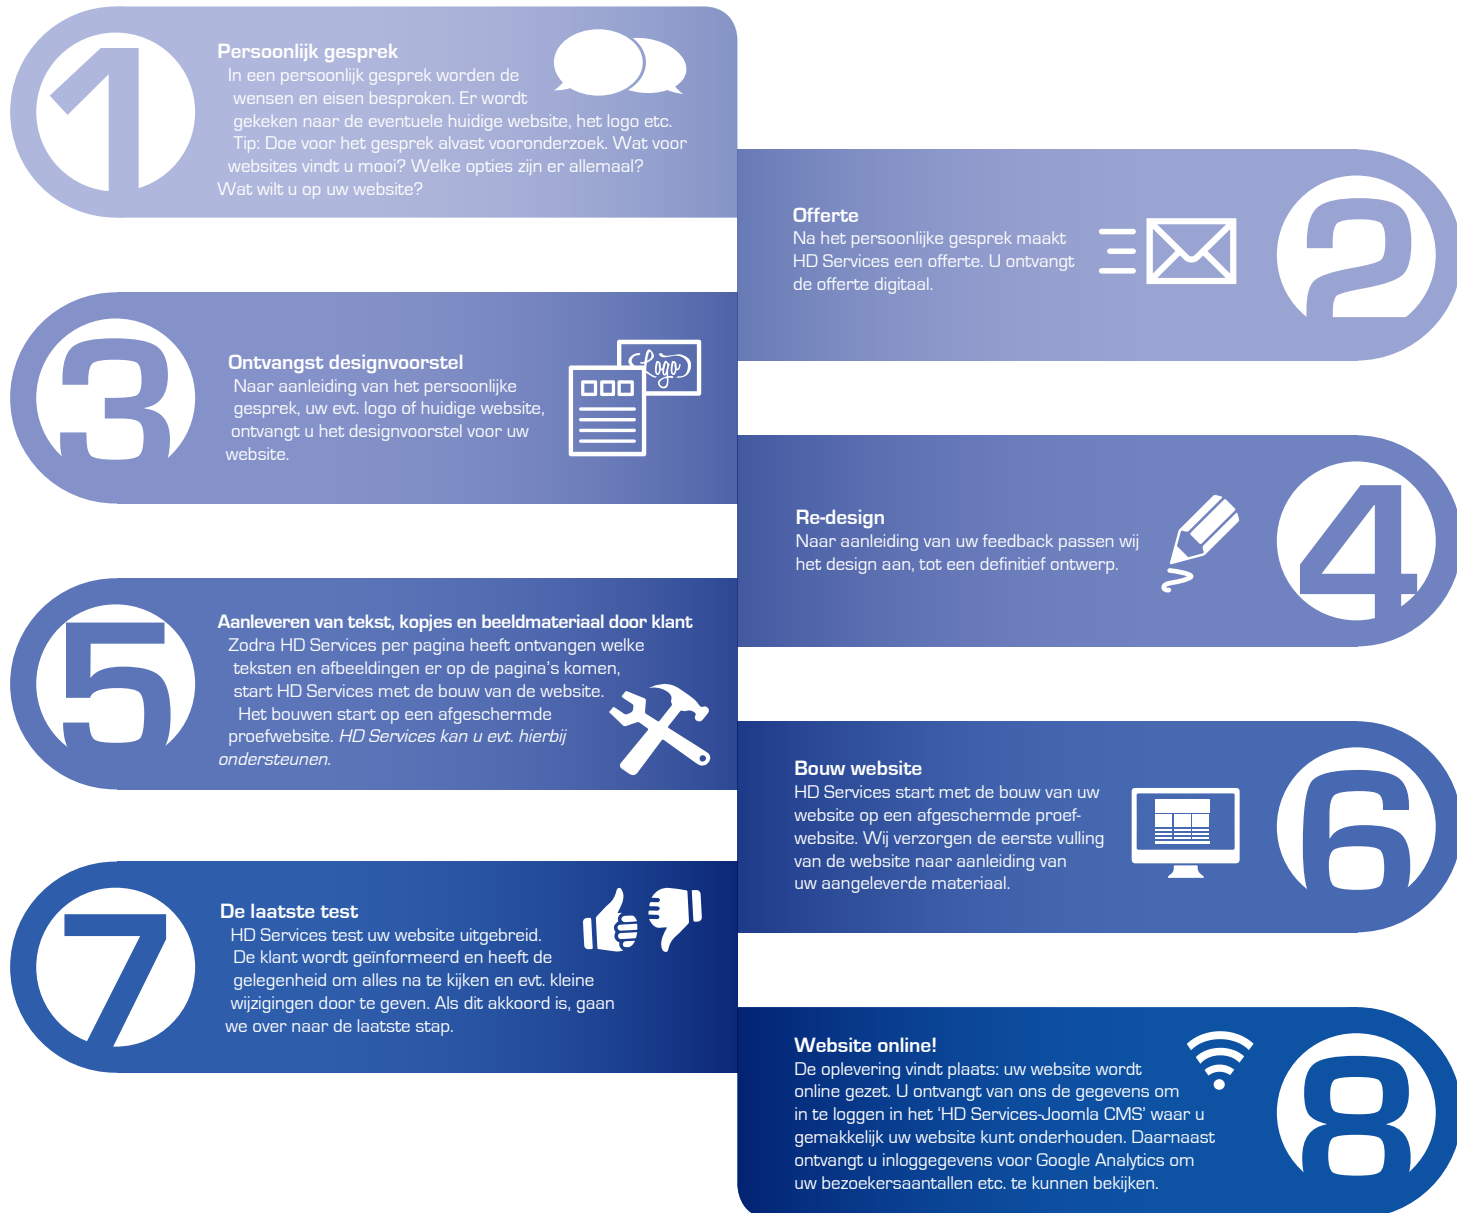 1
Persoonlijk gesprek
In een persoonlijk gesprek worden de
wensen en eisen besproken. Er wordt
gekeken naar de eventuele huidige website, het logo etc.
Tip: Doe voor het gesprek alvast vooronderzoek. Wat voor
websites vindt u mooi? Welke opties zijn er allemaal?
Wat wilt u op uw website?
2
Offerte
Na het persoonlijke gesprek maakt
HD Services een offerte. U ontvangt
de offerte digitaal.
3
Ontvangst designvoorstel
Naar aanleiding van het persoonlijke
gesprek, uw evt. logo of huidige website,
ontvangt u het designvoorstel voor uw
website.
Logo
4
Re-design
Naar aanleiding van uw feedback passen wij
het design aan, tot een definitief ontwerp.
5
Aanleveren van tekst, kopjes en beeldmateriaal door klant
Zodra HD Services per pagina heeft ontvangen welke
teksten en afbeeldingen er op de pagina's komen,
start HD Services met de bouw van de website.
Het bouwen start op een afgeschermde
proefwebsite. HD Services kan u evt. hierbij
ondersteunen.
6
Bouw website
HD Services start met de bouw van uw
website op een afgeschermde proef-
website. Wij verzorgen de eerste vulling
van de website naar aanleiding van
uw aangeleverde materiaal.
7
De laatste test
HD Services test uw website uitgebreid.
De klant wordt geïnformeerd en heeft de
gelegenheid om alles na te kijken en evt. kleine
wijzigingen door te geven. Als dit akkoord is, gaan
we over naar de laatste stap.
8
Website online!
De oplevering vindt plaats: uw website wordt
online gezet. U ontvangt van ons de gegevens om
in te loggen in het 'HD Services-Joomla CMS' waar u
gemakkelijk uw website kunt onderhouden. Daarnaast
ontvangt u inloggegevens voor Google Analytics om
uw bezoekersaantallen etc. te kunnen bekijken.